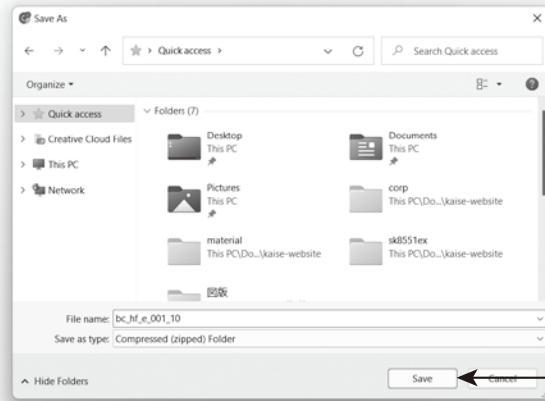 Save As
Quick access
Search Quick access
Organize
Quick access
Creative Cloud Files
This PC
Network
Folders (7)
Desktop
This PC
Documents
This PC
Pictures
This PC
corp
This PC\Do...\kaise-website
material
This PC\Do...\kaise-website
sk8551ex
This PC\Do...\kaise-website
図版
File name: bc_hf_e_001_10
Save as type: Compressed (zipped) Folder
Hide Folders
Save
Cancel